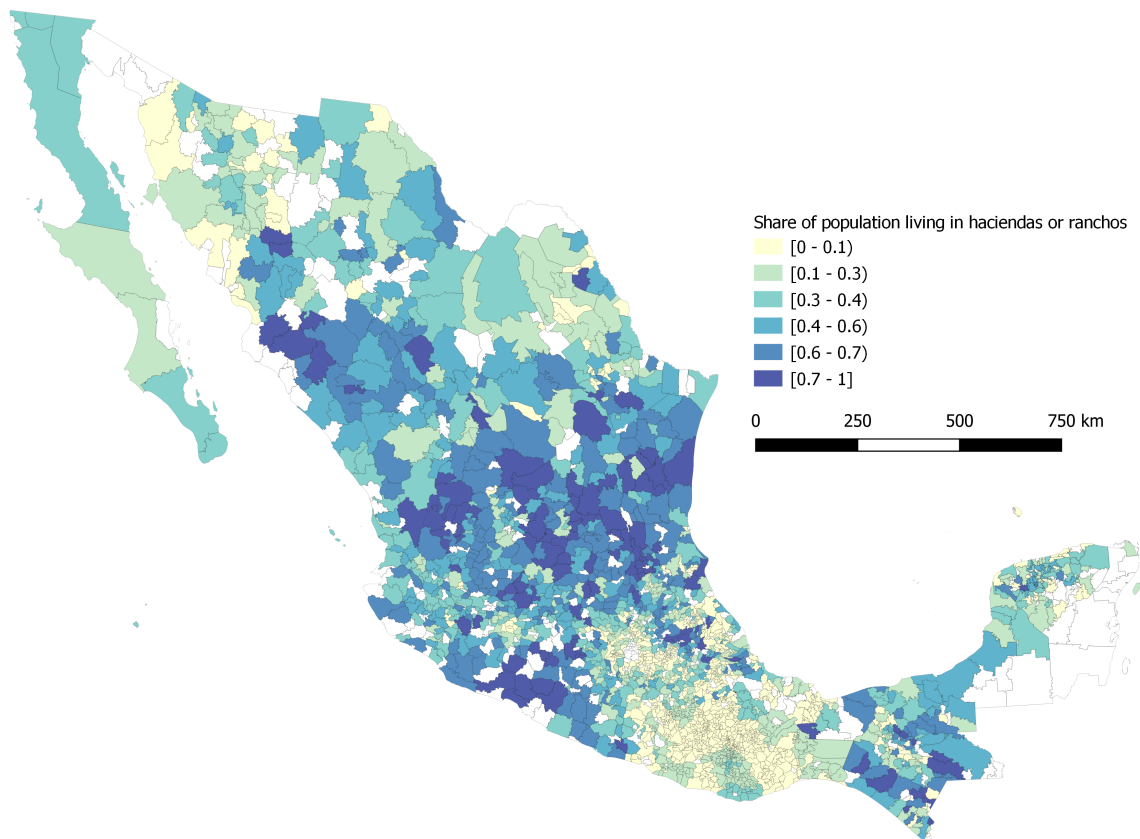 Share of population living in haciendas or ranchos
[0 - 0.1)
[0.1 - 0.3)
[0.3 - 0.4)
[0.4 - 0.6)
[0.6 - 0.7)
[0.7 - 1]
0 250 500 750 km